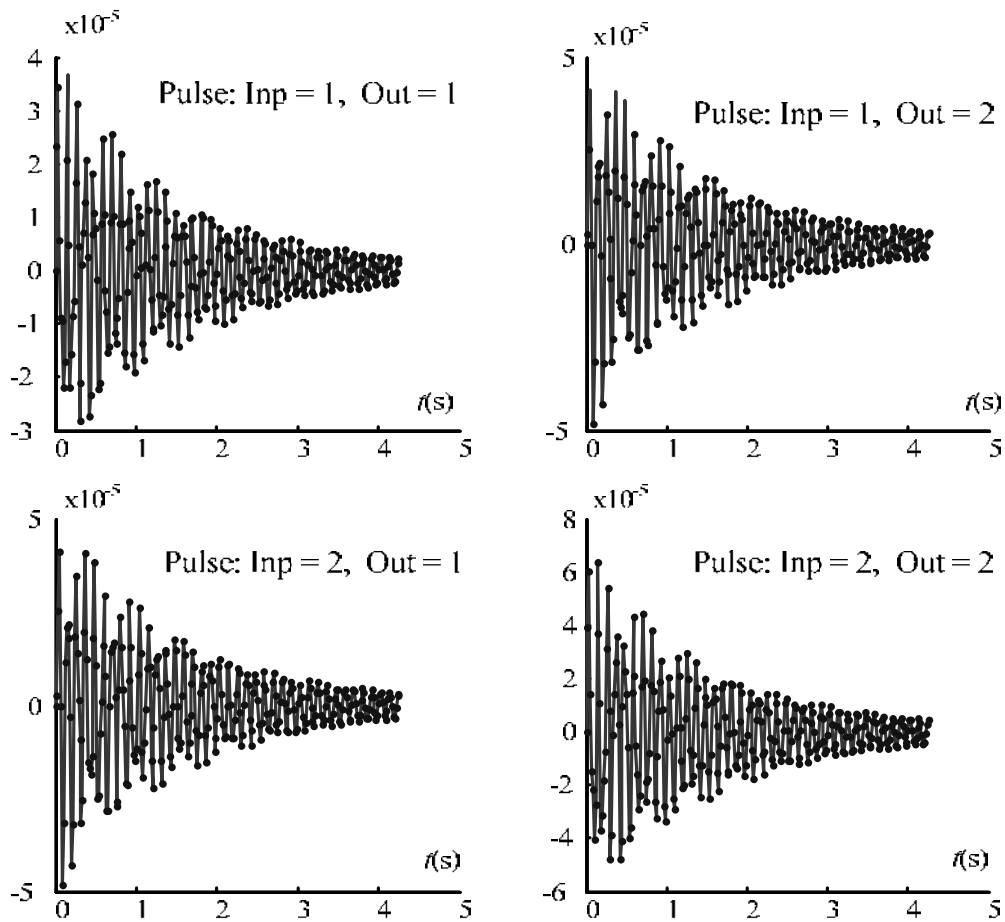 x10⁻⁵
4
3
2
1
0
-1
-2
-3
Pulse: Inp = 1, Out = 1
t(s)
0 1 2 3 4 5
x10⁻⁵
5
0
-5
Pulse: Inp = 1, Out = 2
t(s)
0 1 2 3 4 5
x10⁻⁵
5
0
-5
Pulse: Inp = 2, Out = 1
t(s)
0 1 2 3 4 5
x10⁻⁵
8
6
4
2
0
-2
-4
-6
Pulse: Inp = 2, Out = 2
t(s)
0 1 2 3 4 5